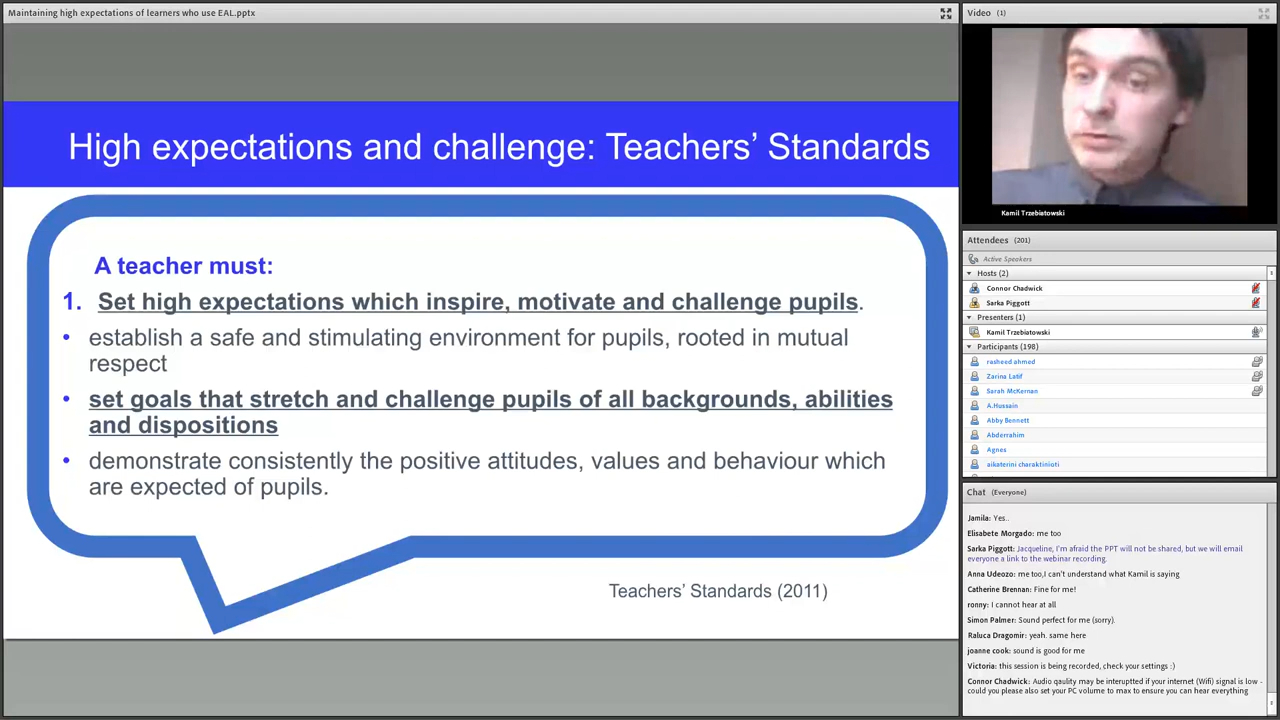 Maintaining high expectations of learners who use EAL.pptx
High expectations and challenge: Teachers’ Standards
A teacher must:
1. Set high expectations which inspire, motivate and challenge pupils.
• establish a safe and stimulating environment for pupils, rooted in mutual
respect
• set goals that stretch and challenge pupils of all backgrounds, abilities
and dispositions
• demonstrate consistently the positive attitudes, values and behaviour which
are expected of pupils.
Teachers’ Standards (2011)
Video (1)
Kamil Trzebiatowski
Attendees (201)
Active Speakers
Hosts (2)
Connor Chadwick
Sarka Piggott
Presenters (1)
Kamil Trzebiatowski
Participants (198)
rasheed ahmed
Zarina Latif
Sarah McKernan
A.Hussain
Abby Bennett
Abderrahim
Agnes
aikaterini charaktinioti
Chat (Everyone)
Jamila: Yes..
Elisabete Morgado: me too
Sarka Piggott: Jacqueline, I'm afraid the PPT will not be shared, but we will email
everyone a link to the webinar recording.
Anna Udeozo: me too,I can't understand what Kamil is saying
Catherine Brennan: Fine for me!
ronny: I cannot hear at all
Simon Palmer: Sound perfect for me (sorry).
Raluca Dragomir: yeah. same here
joanne cook: sound is good for me
Victoria: this session is being recorded, check your settings :)
Connor Chadwick: Audio qaulity may be interuptted if your internet (Wifi) signal is low -
could you please also set your PC volume to max to ensure you can hear everything